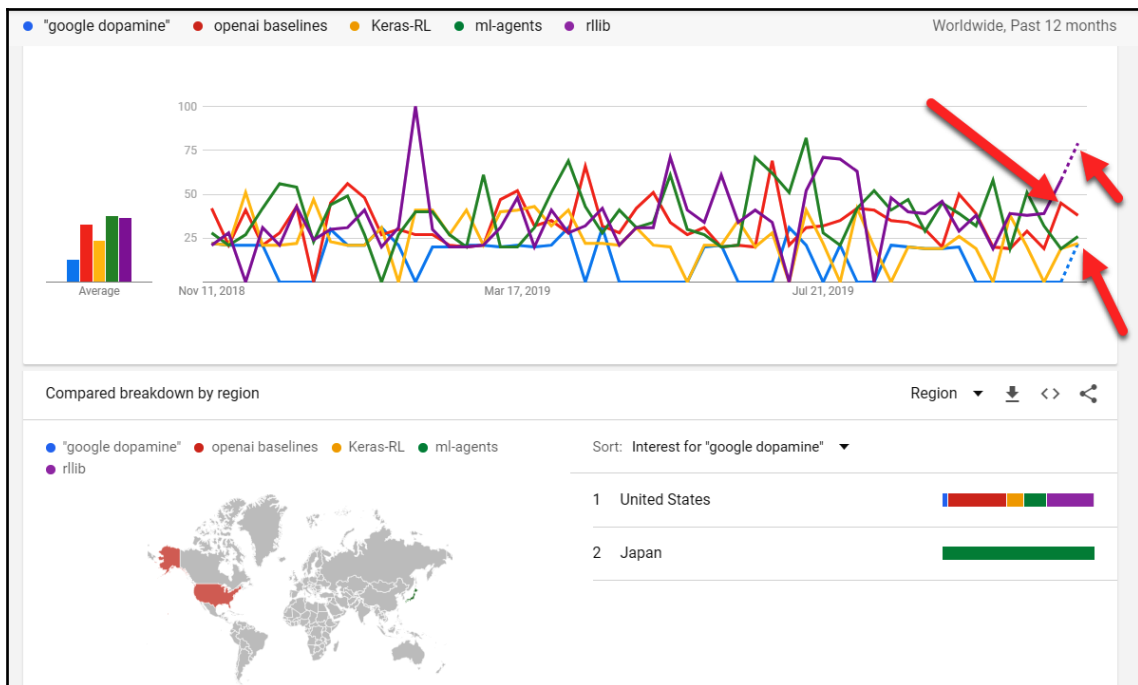 "google dopamine" openai baselines Keras-RL ml-agents rllib Worldwide, Past 12 months
100
75
50
25
Average
Nov 11, 2018 Mar 17, 2019 Jul 21, 2019
Compared breakdown by region Region
"google dopamine" openai baselines Keras-RL ml-agents
rllib
Sort: Interest for "google dopamine"
1 United States
2 Japan